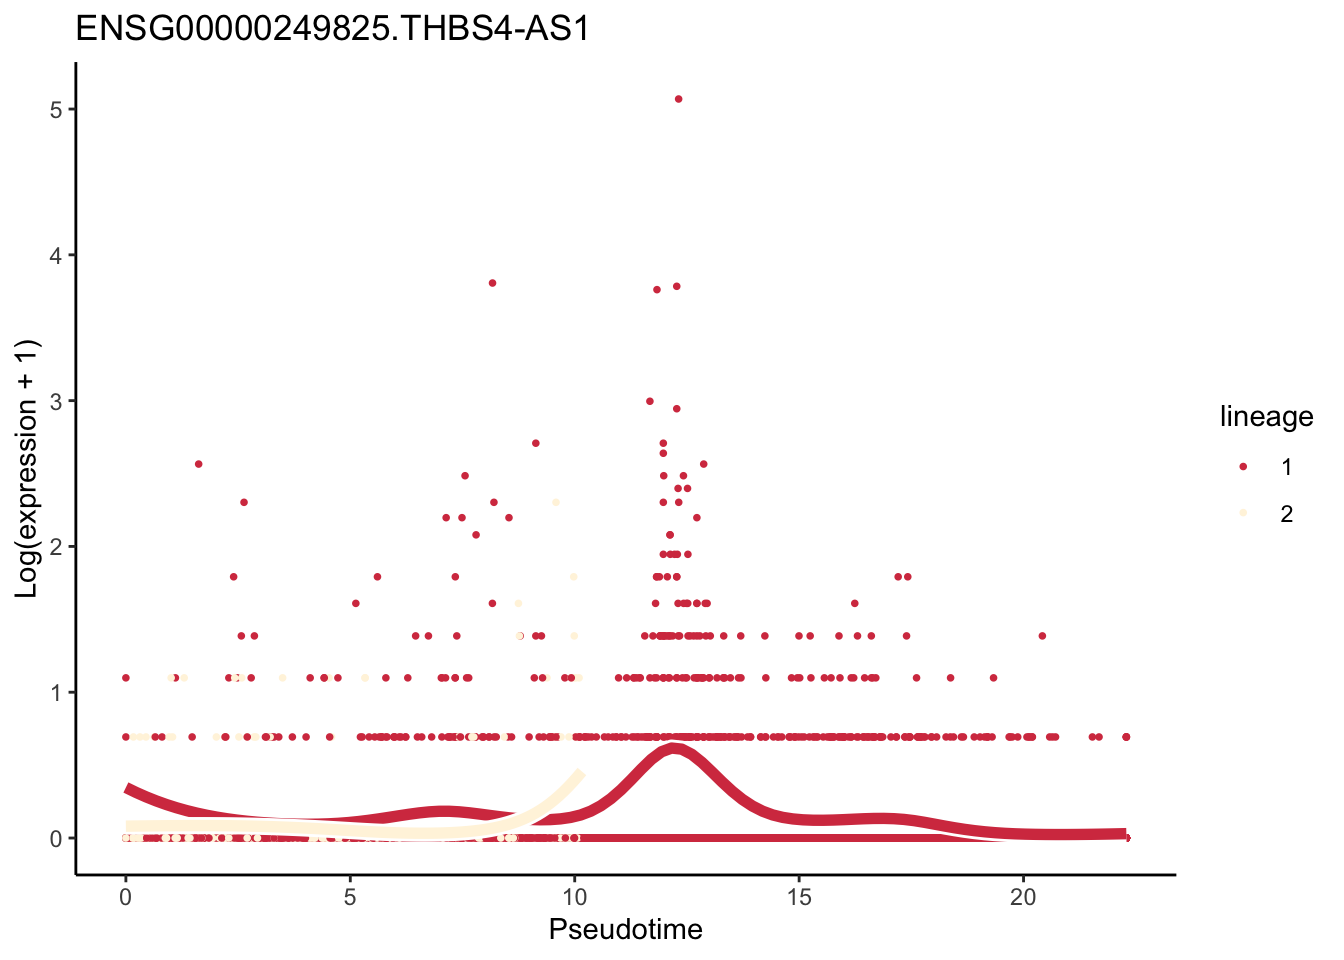 ENSG00000249825.THBS4-AS1
Log(expression + 1)
5
4
3
2
1
0
0 5 10 15 20
Pseudotime
lineage
1
2